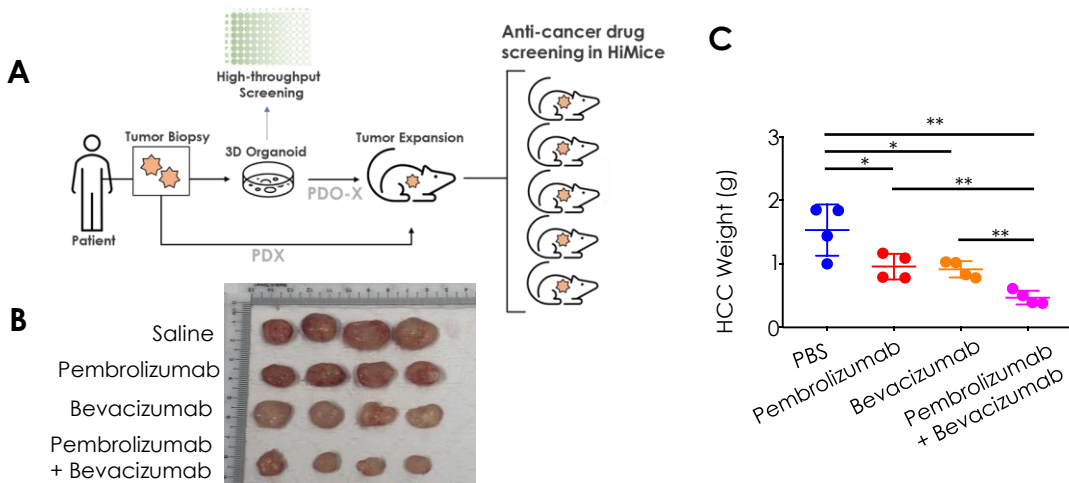 A
High-throughput
Screening
Tumor Biopsy
3D Organoid
Tumor Expansion
PDO-X
Patient
PDX
Anti-cancer drug
screening in HiMice
B
Saline
Pembrolizumab
Bevacizumab
Pembrolizumab
+ Bevacizumab
C
HCC Weight (g)
3
2
1
0
**
*
*
**
**
PBS
Pembrolizumab
Bevacizumab
Pembrolizumab
+ Bevacizumab